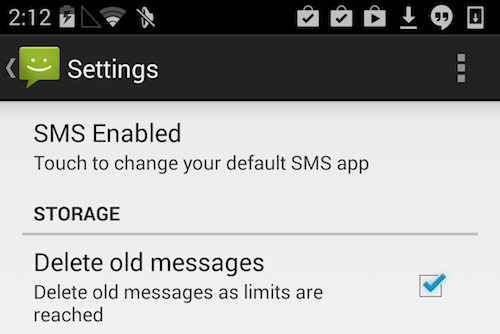 2:12
Settings
SMS Enabled
Touch to change your default SMS app
STORAGE
Delete old messages
Delete old messages as limits are
reached